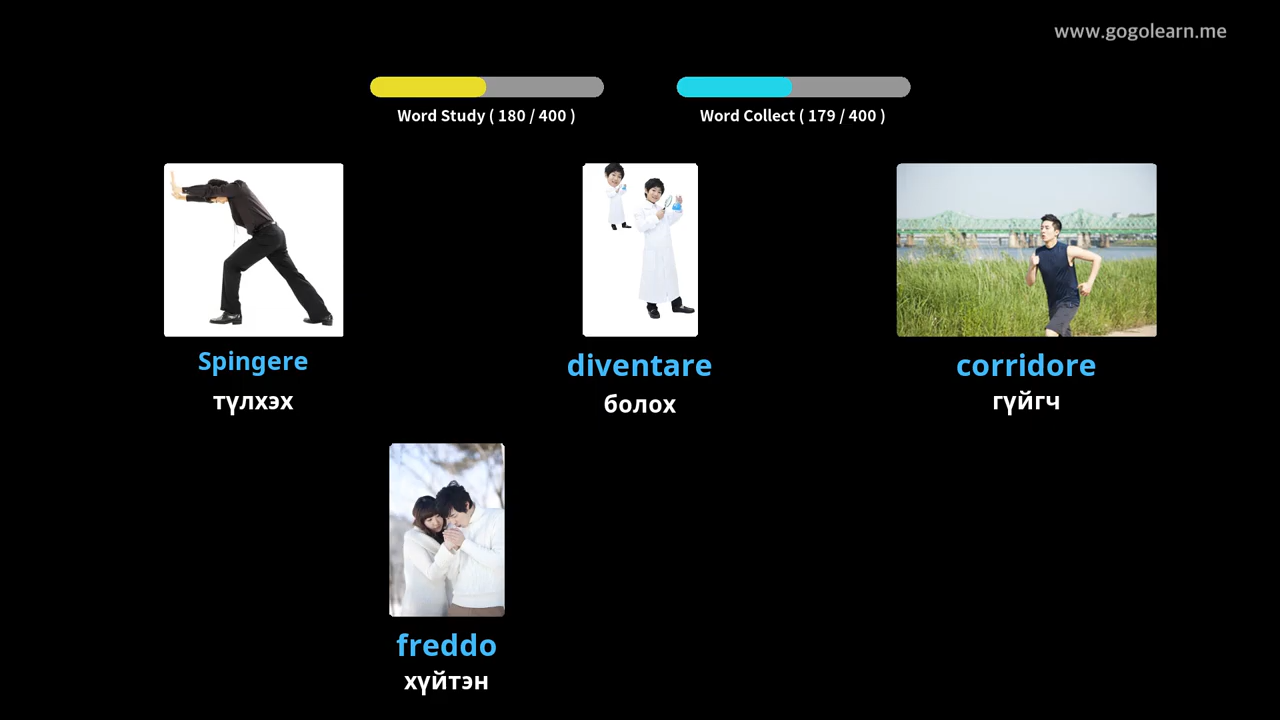 www.gogolearn.me
Word Study ( 180 / 400 )
Word Collect ( 179 / 400 )
Spingere
түлхэх
diventare
болох
corridore
гүйгч
freddo
хүйтэн